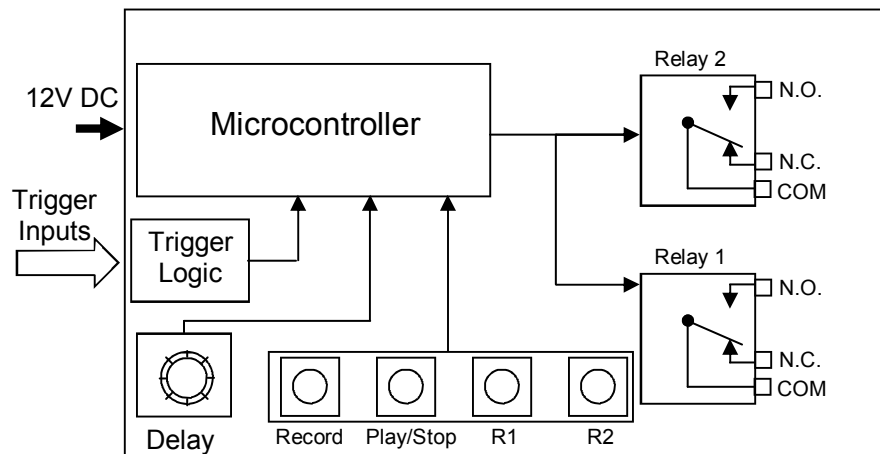 12V DC
Microcontroller
Relay 2
N.O.
N.C.
COM
Trigger
Inputs
Trigger
Logic
Relay 1
N.O.
N.C.
COM
Delay
Record
Play/Stop
R1
R2